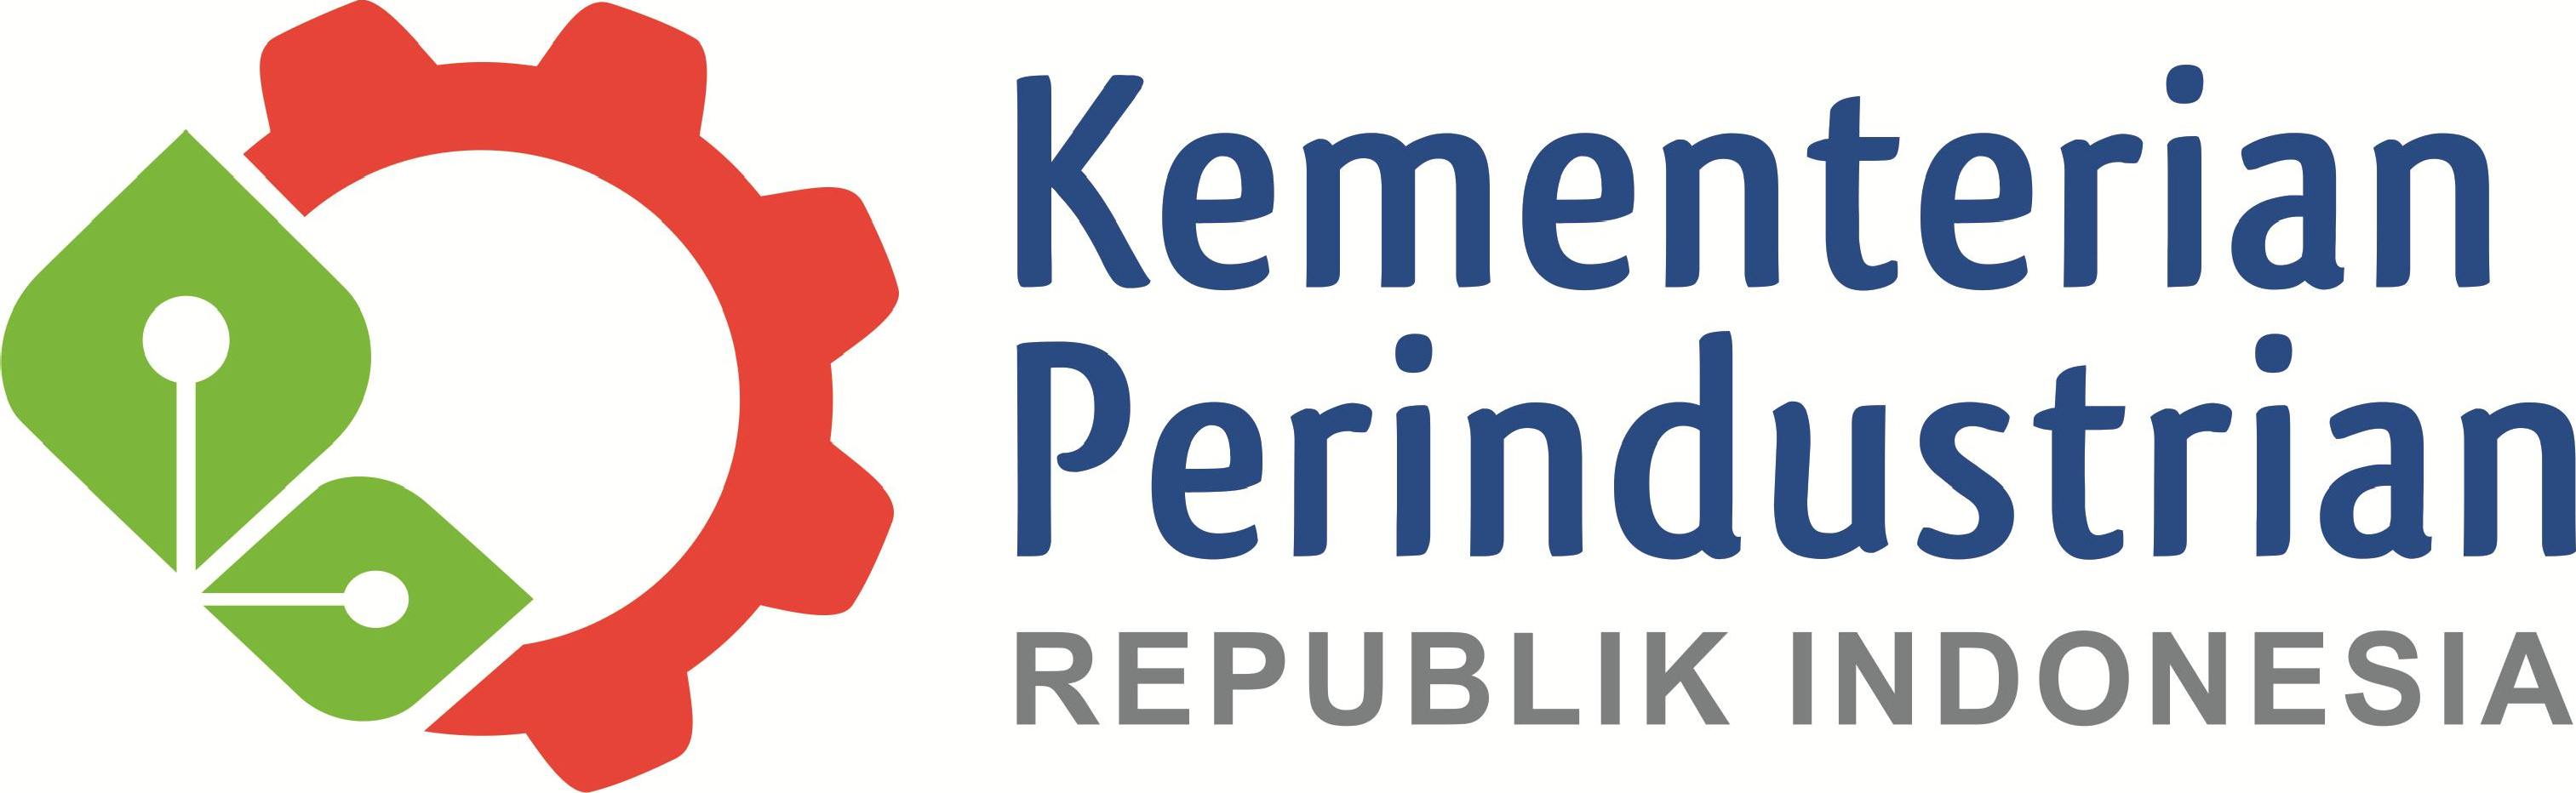 Kementerian
Perindustrian
REPUBLIK INDONESIA